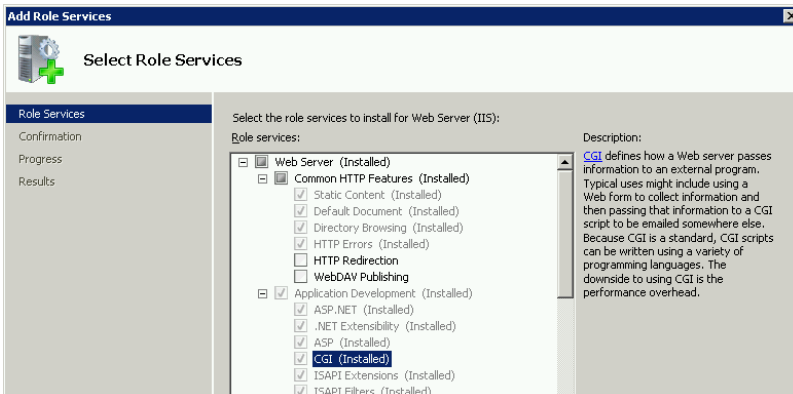 Add Role Services
Select Role Services
Role Services
Confirmation
Progress
Results
Select the role services to install for Web Server (IIS):
Role services:
Web Server (Installed)
Common HTTP Features (Installed)
Static Content (Installed)
Default Document (Installed)
Directory Browsing (Installed)
HTTP Errors (Installed)
HTTP Redirection
WebDAV Publishing
Application Development (Installed)
ASP.NET (Installed)
.NET Extensibility (Installed)
ASP (Installed)
CGI (Installed)
ISAPI Extensions (Installed)
ISAPI Filters (Installed)
Description:
CGI defines how a Web server passes
information to an external program.
Typical uses might include using a
Web form to collect information and
then passing that information to a CGI
script to be emailed somewhere else.
Because CGI is a standard, CGI scripts
can be written using a variety of
programming languages. The
downside to using CGI is the
performance overhead.